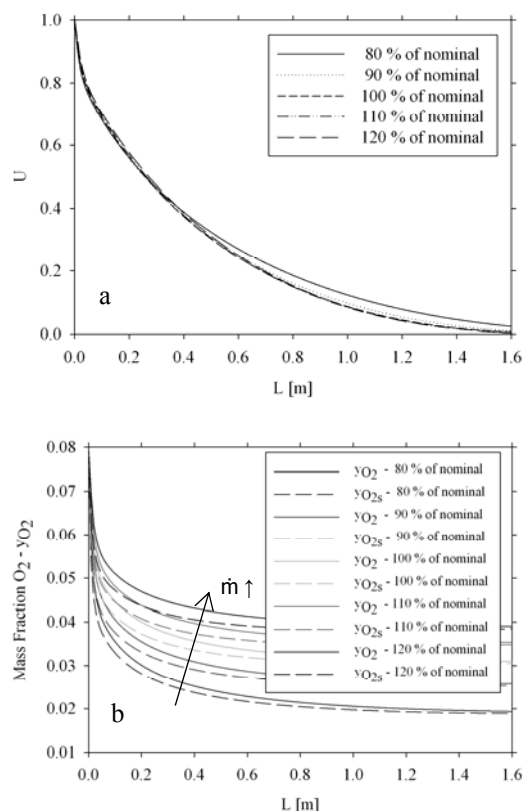 1.0
0.8
0.6
0.4
0.2
0.0
U
80 % of nominal
90 % of nominal
100 % of nominal
110 % of nominal
120 % of nominal
a
0.0 0.2 0.4 0.6 0.8 1.0 1.2 1.4 1.6
L [m]
0.08
0.07
0.06
0.05
0.04
0.03
0.02
0.01
Mass Fraction O2 - yO2
yO2 - 80 % of nominal
yO2s - 80 % of nominal
yO2 - 90 % of nominal
yO2s - 90 % of nominal
yO2 - 100 % of nominal
yO2s - 100 % of nominal
yO2 - 110 % of nominal
yO2s - 110 % of nominal
yO2 - 120 % of nominal
yO2s - 120 % of nominal
ṁ ↑
b
0.0 0.2 0.4 0.6 0.8 1.0 1.2 1.4 1.6
L [m]